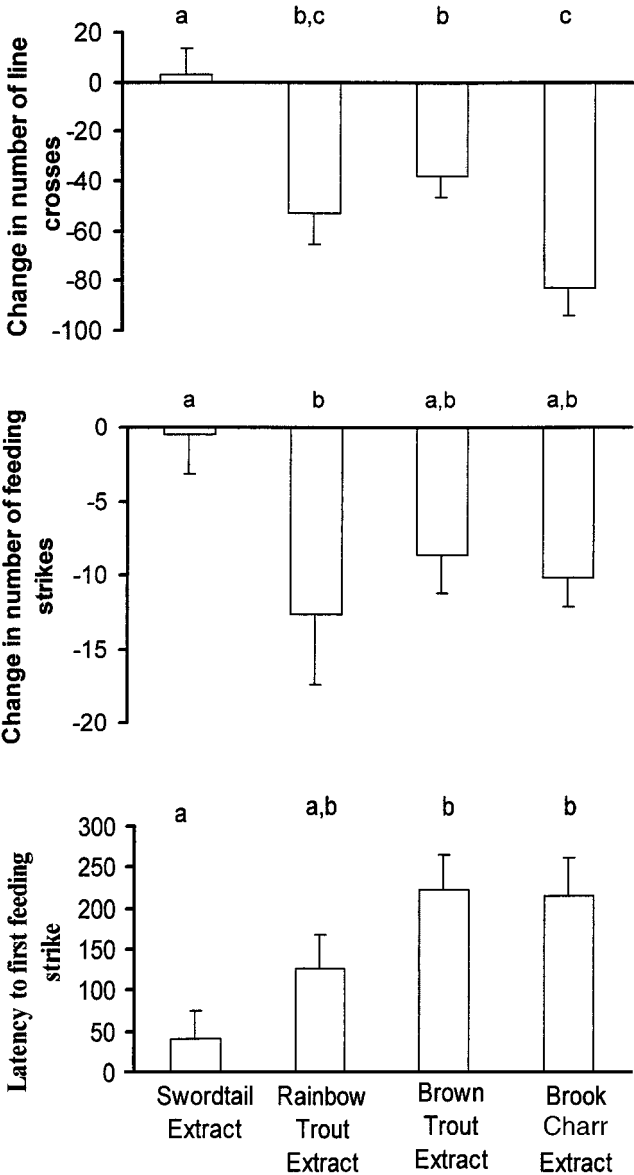 a b,c b c
Change in number of line
crosses
20
0
-20
-40
-60
-80
-100
a b a,b a,b
Change in number of feeding
strikes
0
-5
-10
-15
-20
a a,b b b
Latency to first feeding
strike
300
250
200
150
100
50
0
Swordtail
Extract
Rainbow
Trout
Extract
Brown
Trout
Extract
Brook
Charr
Extract